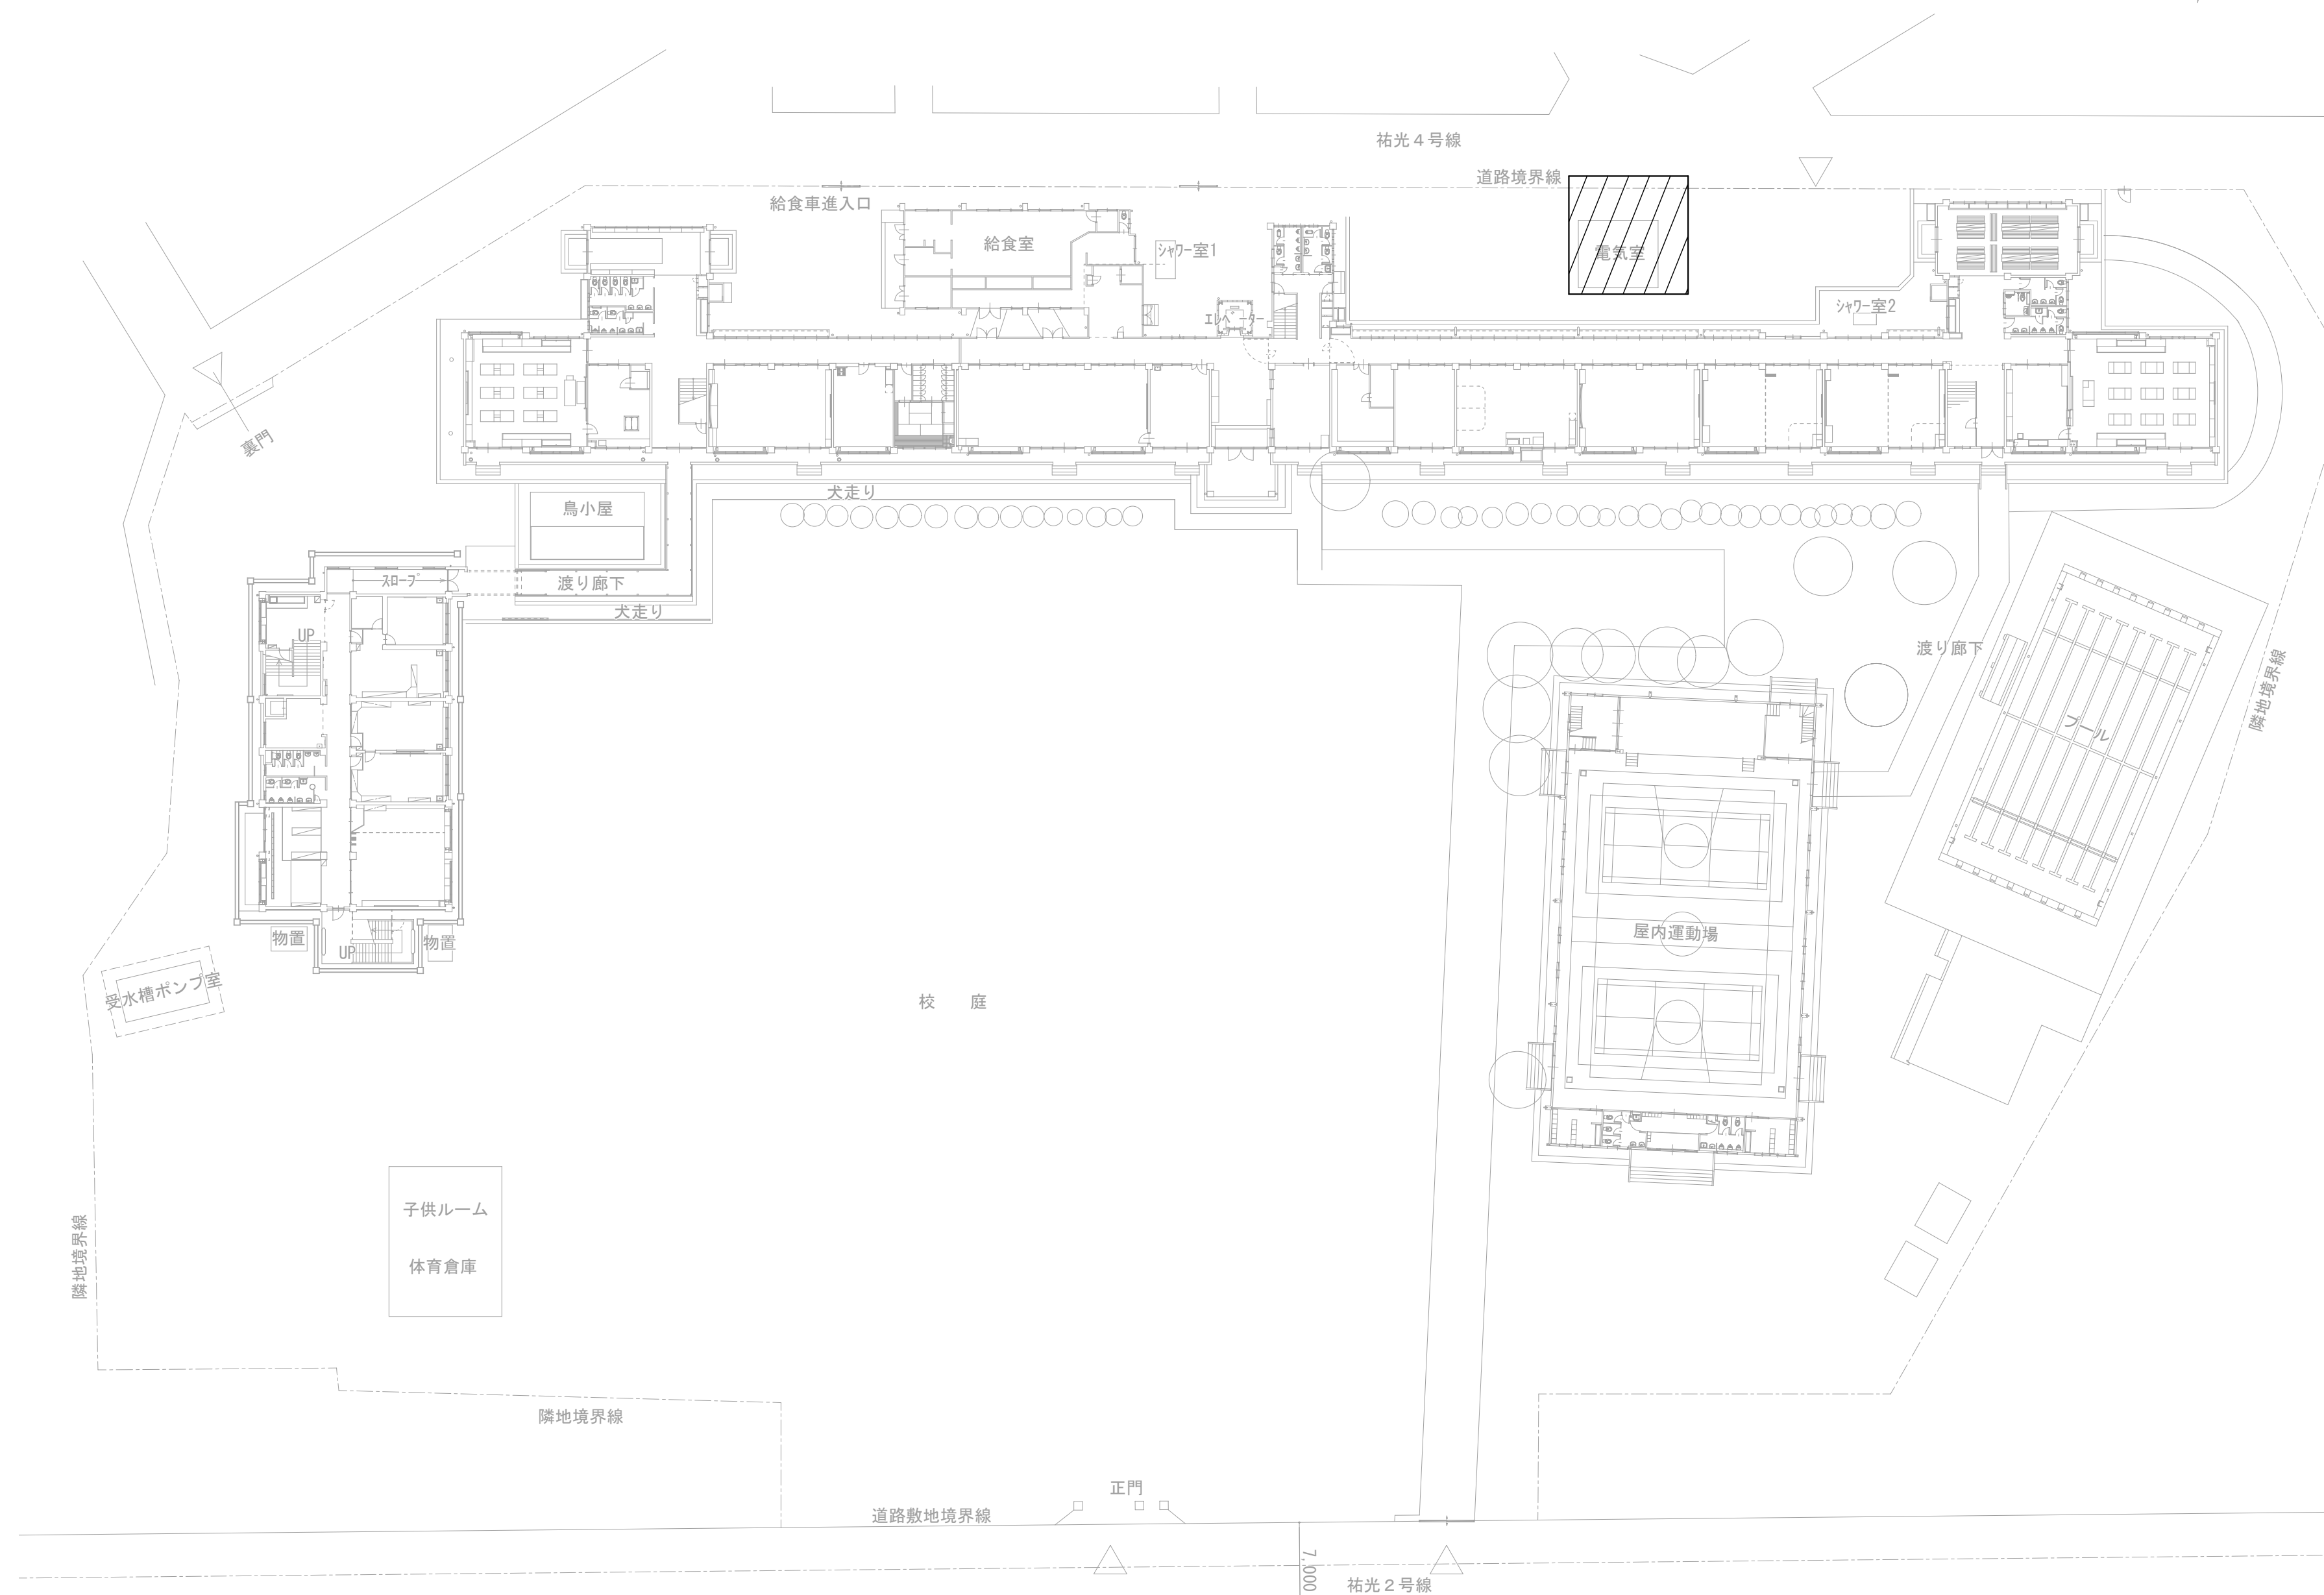 祐光４号線
道路境界線
給食車進入口
給食室
シャワー室1
電気室
エレベーター
シャワー室2
裏門
犬走り
鳥小屋
スロープ
渡り廊下
犬走り
UP
渡り廊下
隣地境界線
プール
屋内運動場
物置
物置
UP
受水槽ポンプ室
校　庭
子供ルーム
体育倉庫
隣地境界線
隣地境界線
正門
道路敷地境界線
7,000
祐光２号線